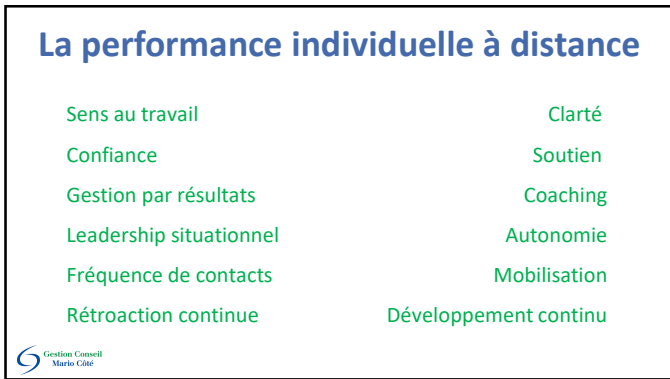 La performance individuelle à distance
Sens au travail Clarté
Confiance Soutien
Gestion par résultats Coaching
Leadership situationnel Autonomie
Fréquence de contacts Mobilisation
Rétroaction continue Développement continu
Gestion Conseil
Mario Côté